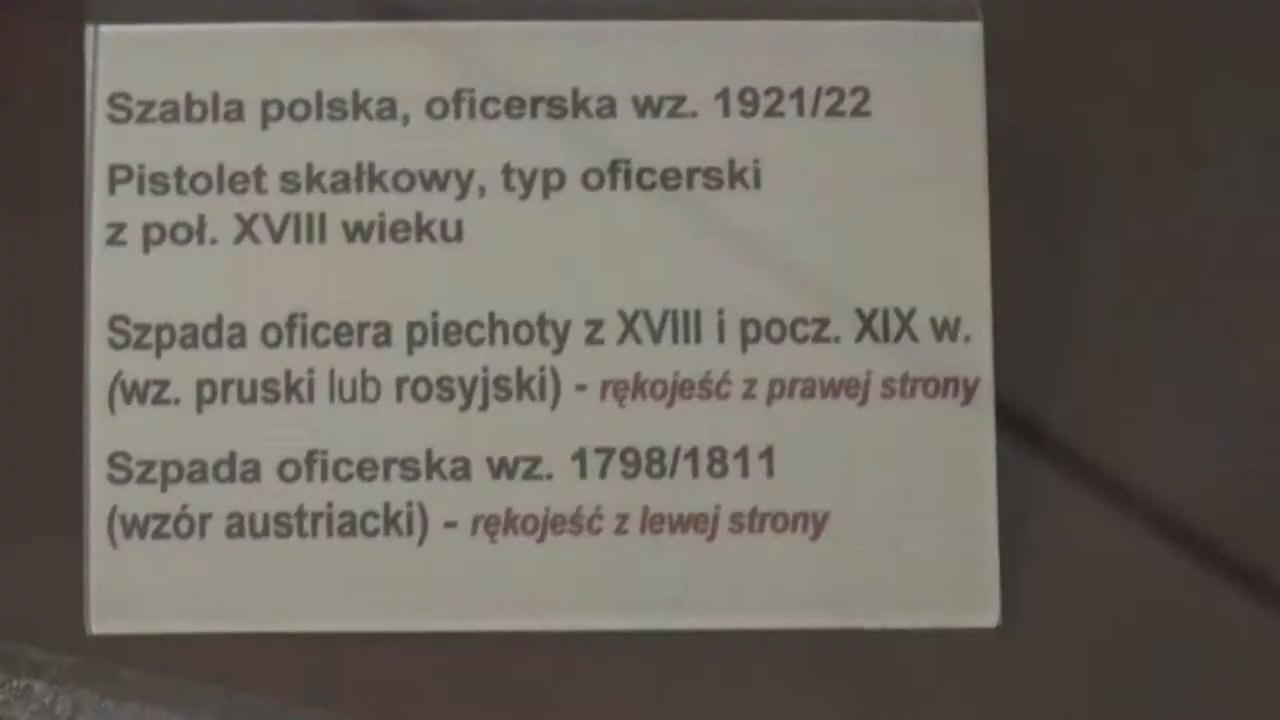 Szabla polska, oficerska wz. 1921/22
Pistolet skałkowy, typ oficerski
z poł. XVIII wieku
Szpada oficera piechoty z XVIII i pocz. XIX w.
(wz. pruski lub rosyjski) - rękojeść z prawej strony
Szpada oficerska wz. 1798/1811
(wzór austriacki) - rękojeść z lewej strony